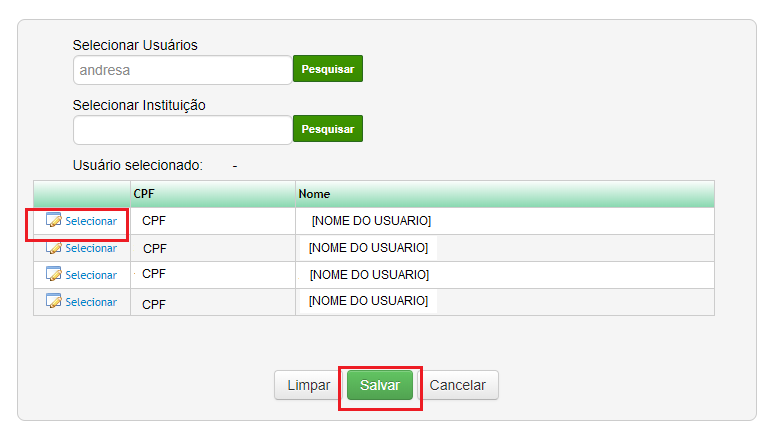 Selecionar Usuários
andresa Pesquisar
Selecionar Instituição
Pesquisar
Usuário selecionado: -
CPF Nome
Selecionar CPF [NOME DO USUARIO]
Selecionar CPF [NOME DO USUARIO]
Selecionar CPF [NOME DO USUARIO]
Selecionar CPF [NOME DO USUARIO]
Limpar Salvar Cancelar